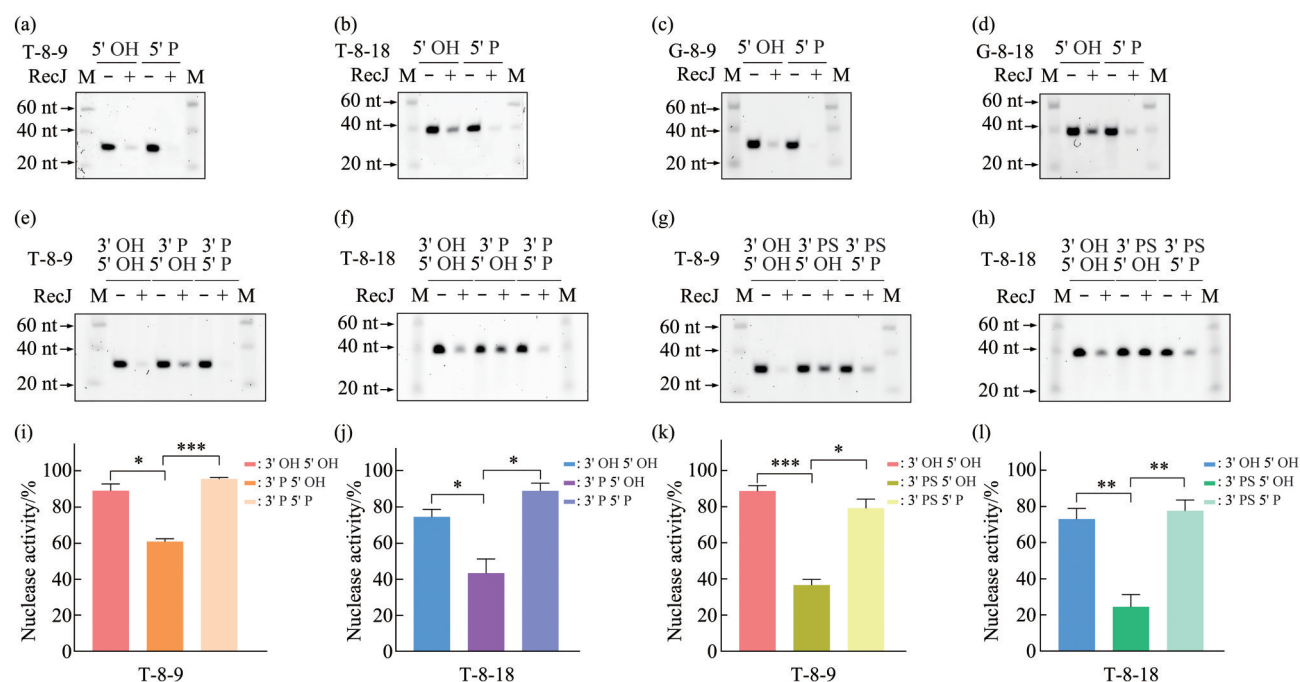 (a)
T-8-9
5' OH 5' P
RecJ M − + − + M
60 nt
40 nt
20 nt
(b)
T-8-18
5' OH 5' P
RecJ M − + − + M
60 nt
40 nt
20 nt
(c)
G-8-9
5' OH 5' P
RecJ M − + − + M
60 nt
40 nt
20 nt
(d)
G-8-18
5' OH 5' P
RecJ M − + − + M
60 nt
40 nt
20 nt
(e)
3' OH 3' P 3' P
T-8-9 5' OH 5' OH 5' P
RecJ M − + − + − + M
60 nt
40 nt
20 nt
(f)
3' OH 3' P 3' P
T-8-18 5' OH 5' OH 5' P
RecJ M − + − + − + M
60 nt
40 nt
20 nt
(g)
3' OH 3' PS 3' PS
T-8-9 5' OH 5' OH 5' P
RecJ M − + − + − + M
60 nt
40 nt
20 nt
(h)
3' OH 3' PS 3' PS
T-8-18 5' OH 5' OH 5' P
RecJ M − + − + − + M
60 nt
40 nt
20 nt
(i)
Nuclease activity/%
100
80
60
40
20
0
* ***
: 3' OH 5' OH
: 3' P 5' OH
: 3' P 5' P
T-8-9
(j)
Nuclease activity/%
100
80
60
40
20
0
* *
: 3' OH 5' OH
: 3' P 5' OH
: 3' P 5' P
T-8-18
(k)
Nuclease activity/%
100
80
60
40
20
0
*** *
: 3' OH 5' OH
: 3' PS 5' OH
: 3' PS 5' P
T-8-9
(l)
Nuclease activity/%
100
80
60
40
20
0
** **
: 3' OH 5' OH
: 3' PS 5' OH
: 3' PS 5' P
T-8-18